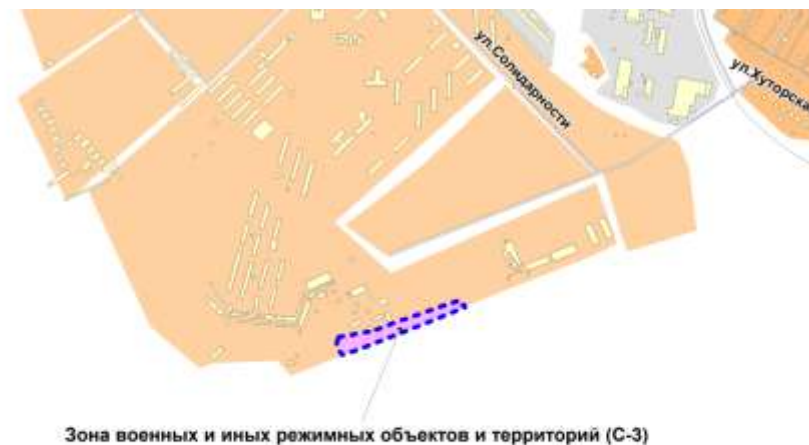 ул.Солидарности
ул.Хуторска
Зона военных и иных режимных объектов и территорий (С-3)